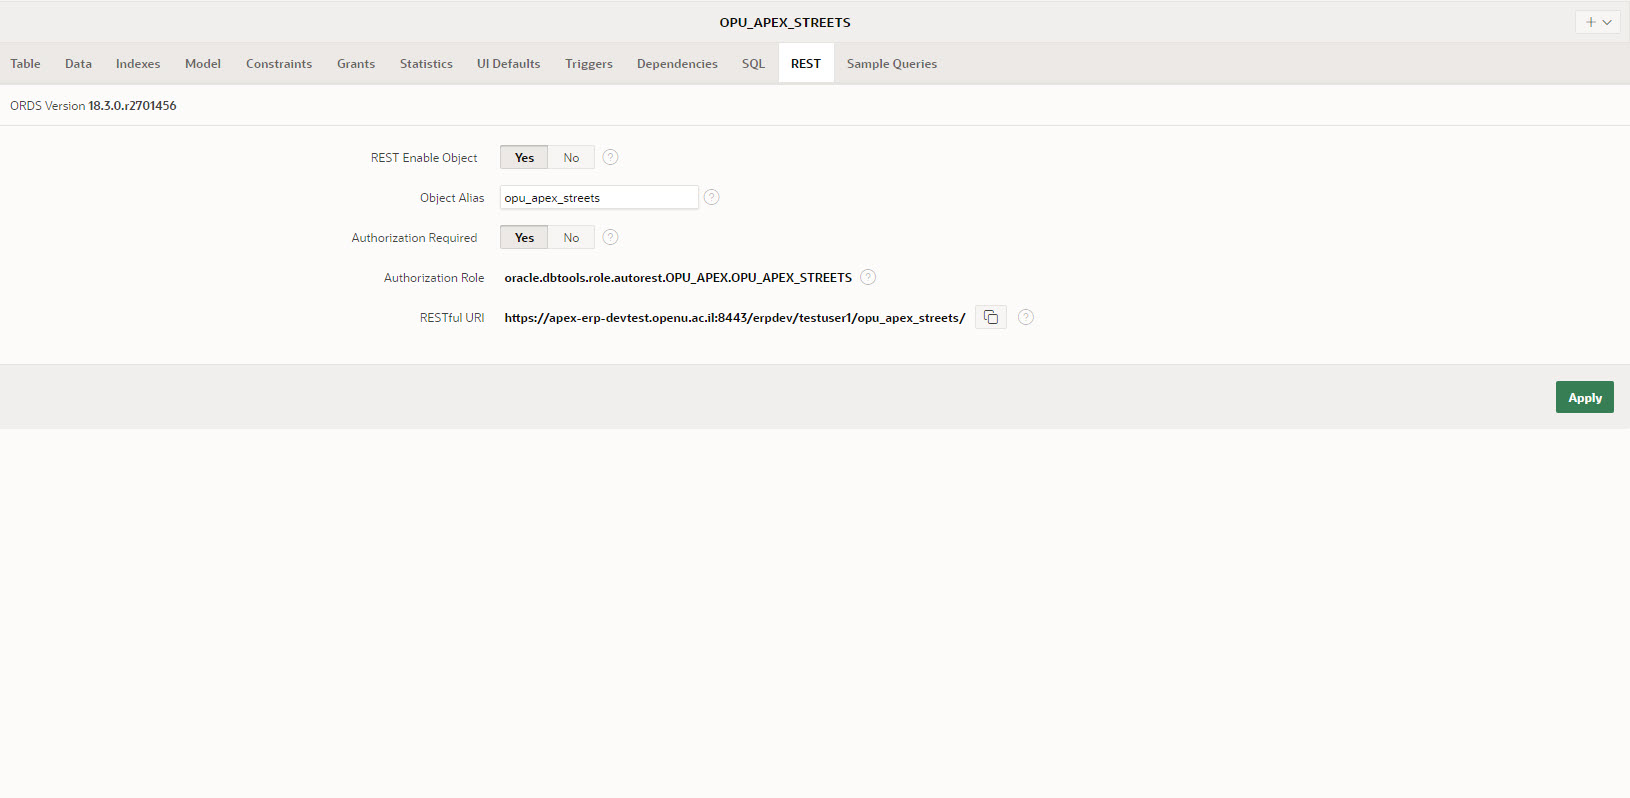 OPU_APEX_STREETS
Table Data Indexes Model Constraints Grants Statistics UI Defaults Triggers Dependencies SQL REST Sample Queries
ORDS Version 18.3.0.r2701456
REST Enable Object Yes No ?
Object Alias opu_apex_streets ?
Authorization Required Yes No ?
Authorization Role oracle.dbtools.role.autorest.OPU_APEX.OPU_APEX_STREETS ?
RESTful URI https://apex-erp-devtest.openu.ac.il:8443/erpdev/testuser1/opu_apex_streets/ ?
Apply